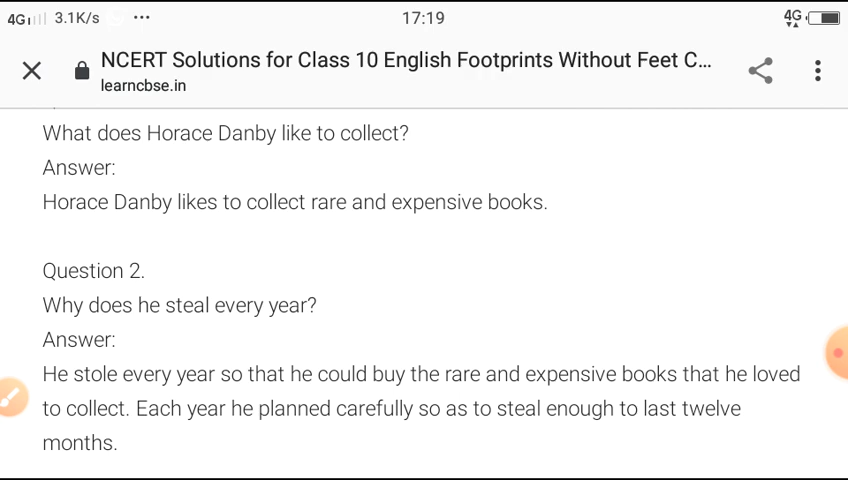 4G 3.1K/s ... 17:19 4G
NCERT Solutions for Class 10 English Footprints Without Feet C...
learncbse.in
What does Horace Danby like to collect?
Answer:
Horace Danby likes to collect rare and expensive books.
Question 2.
Why does he steal every year?
Answer:
He stole every year so that he could buy the rare and expensive books that he loved
to collect. Each year he planned carefully so as to steal enough to last twelve
months.